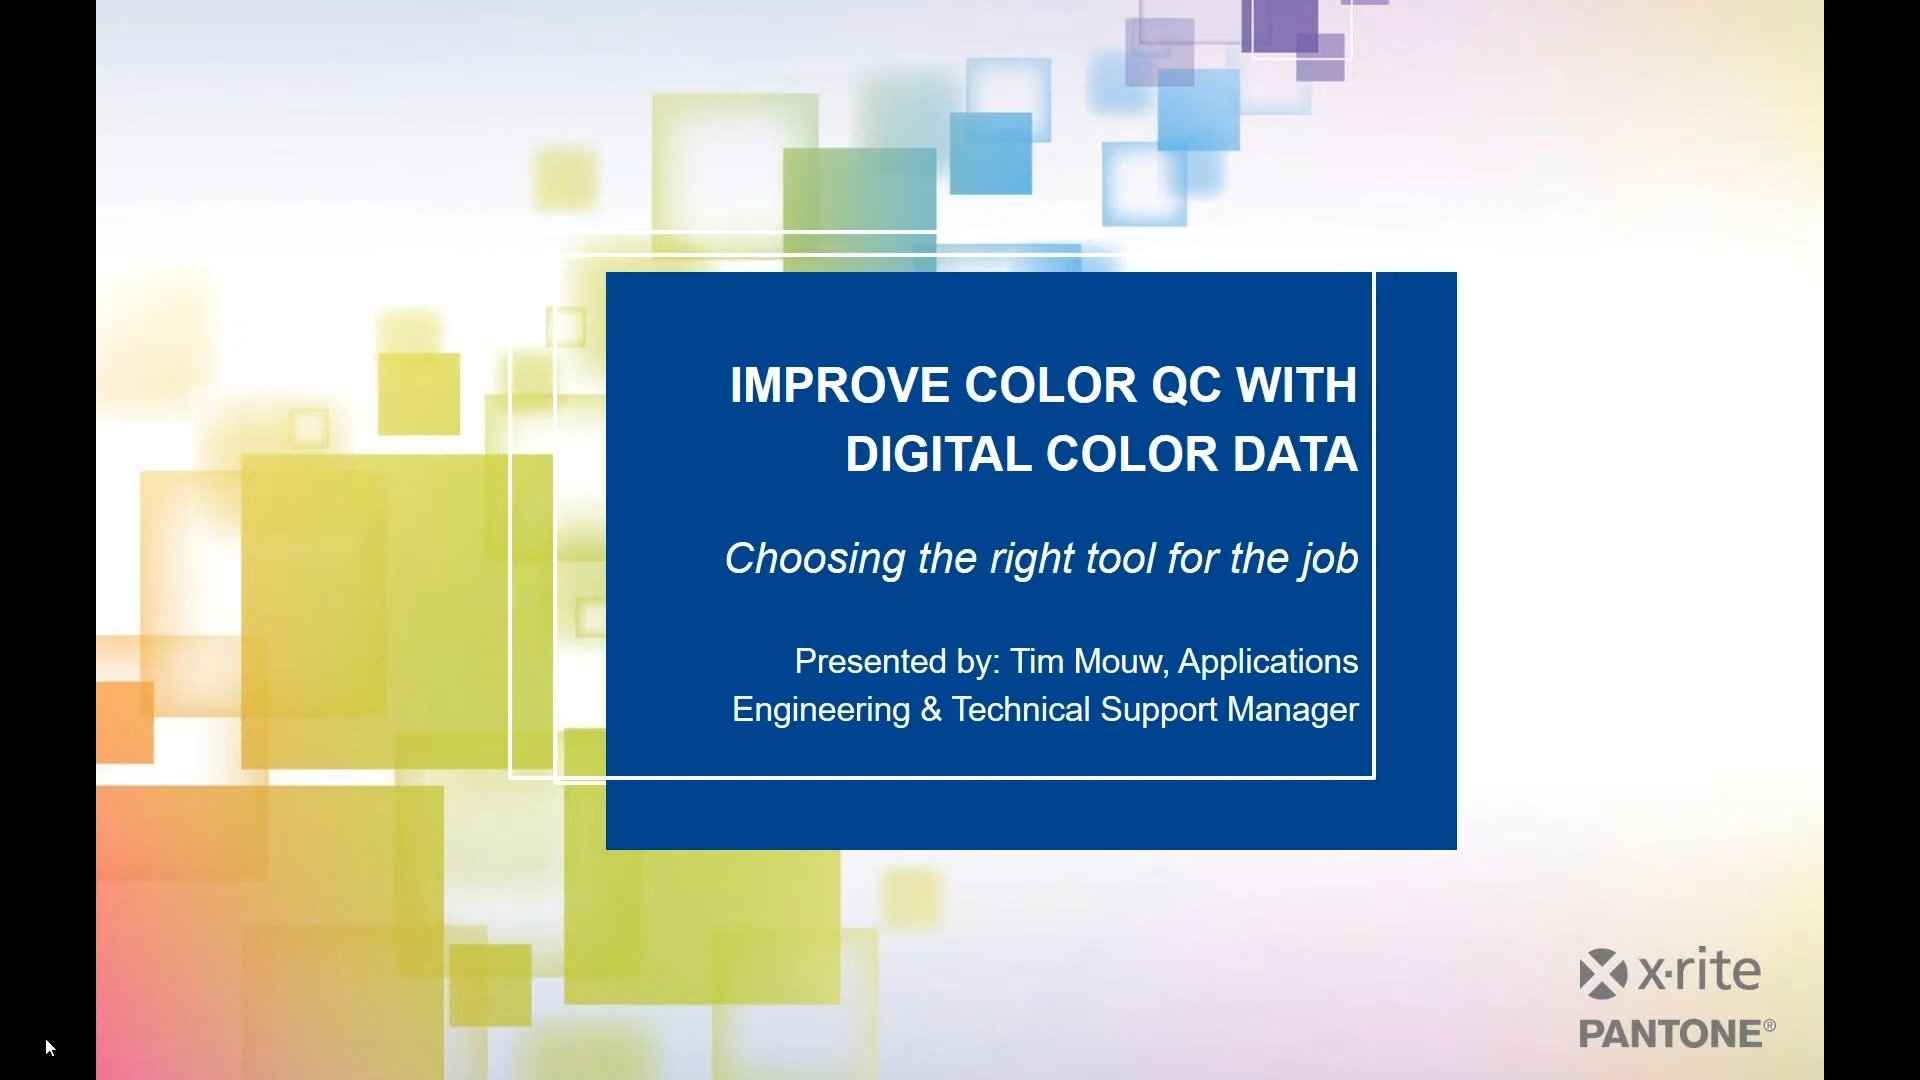 IMPROVE COLOR QC WITH
DIGITAL COLOR DATA
Choosing the right tool for the job
Presented by: Tim Mouw, Applications
Engineering & Technical Support Manager
x·rite
PANTONE®